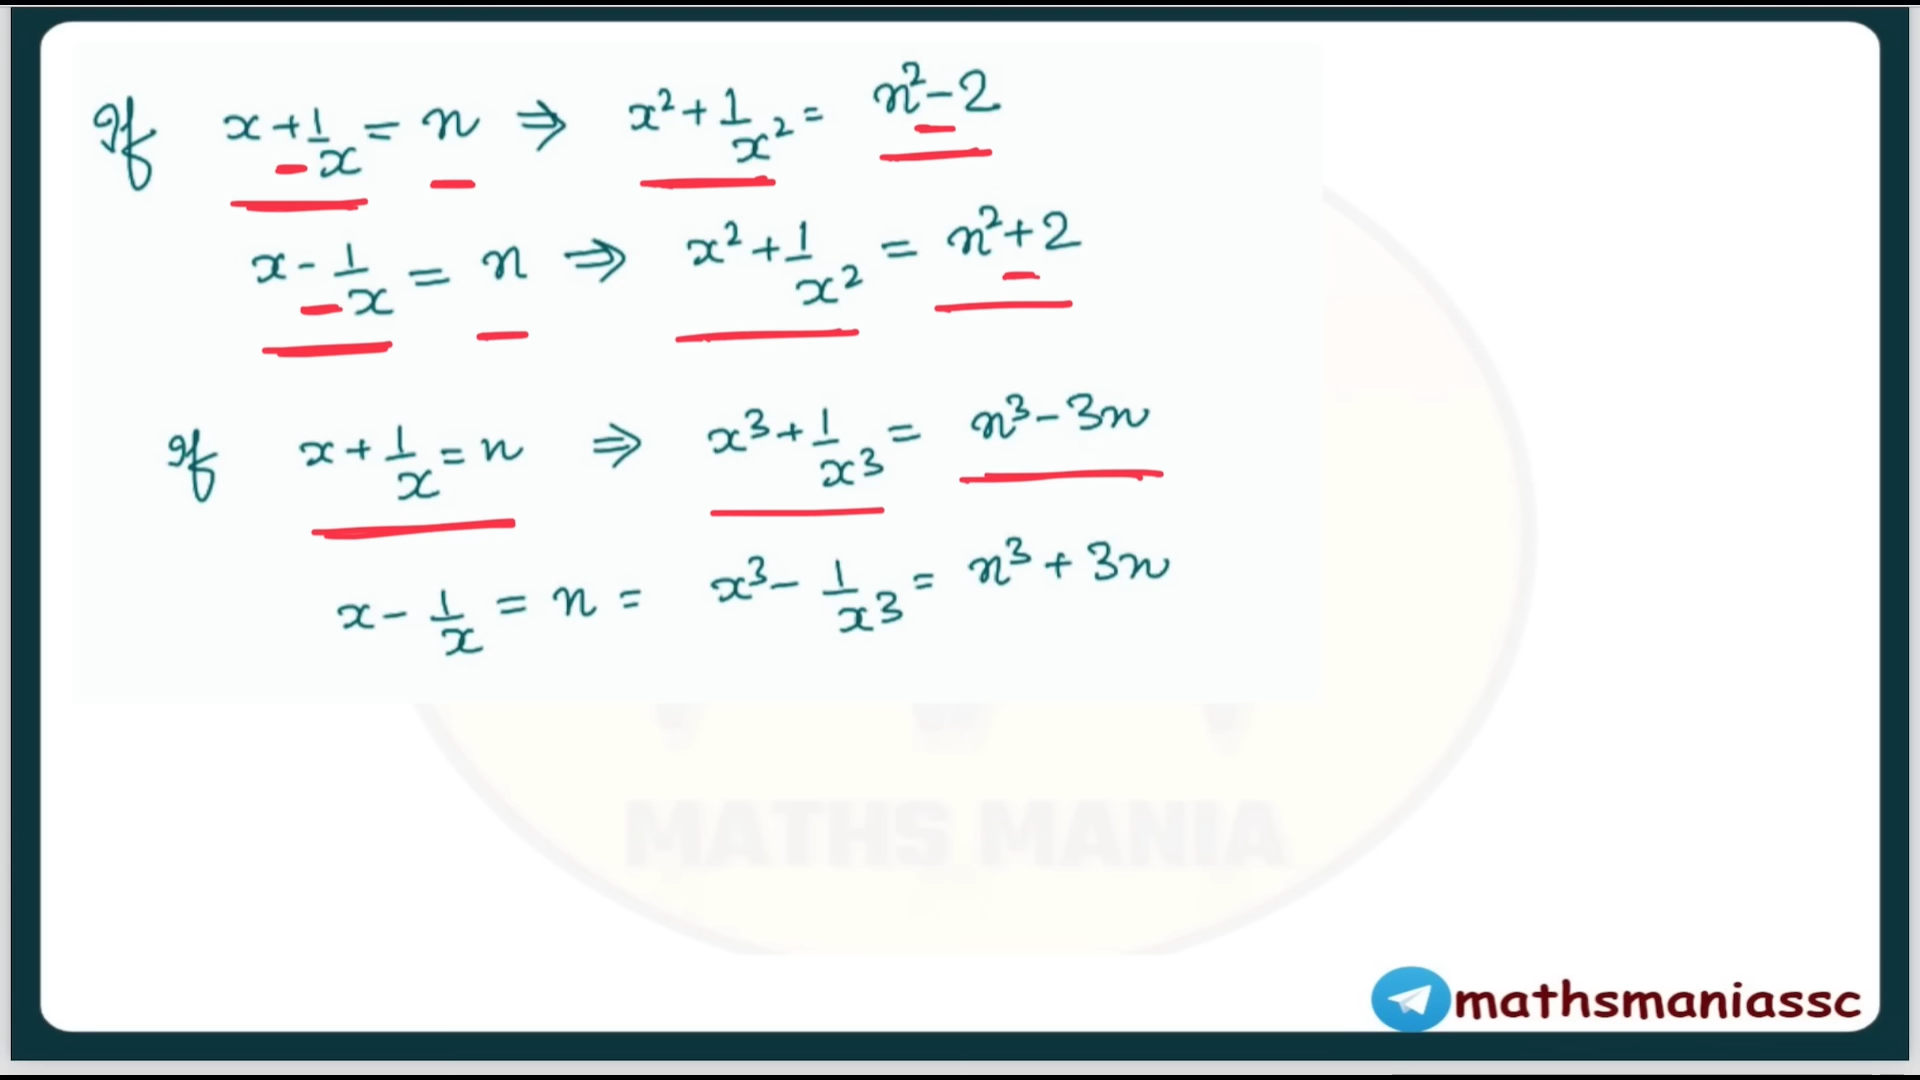 If x + 1/x = n ⇒ x² + 1/x² = n² - 2
x - 1/x = n ⇒ x² + 1/x² = n² + 2
If x + 1/x = n ⇒ x³ + 1/x³ = n³ - 3n
x - 1/x = n = x³ - 1/x³ = n³ + 3n
MATHS MANIA
mathsmaniassc